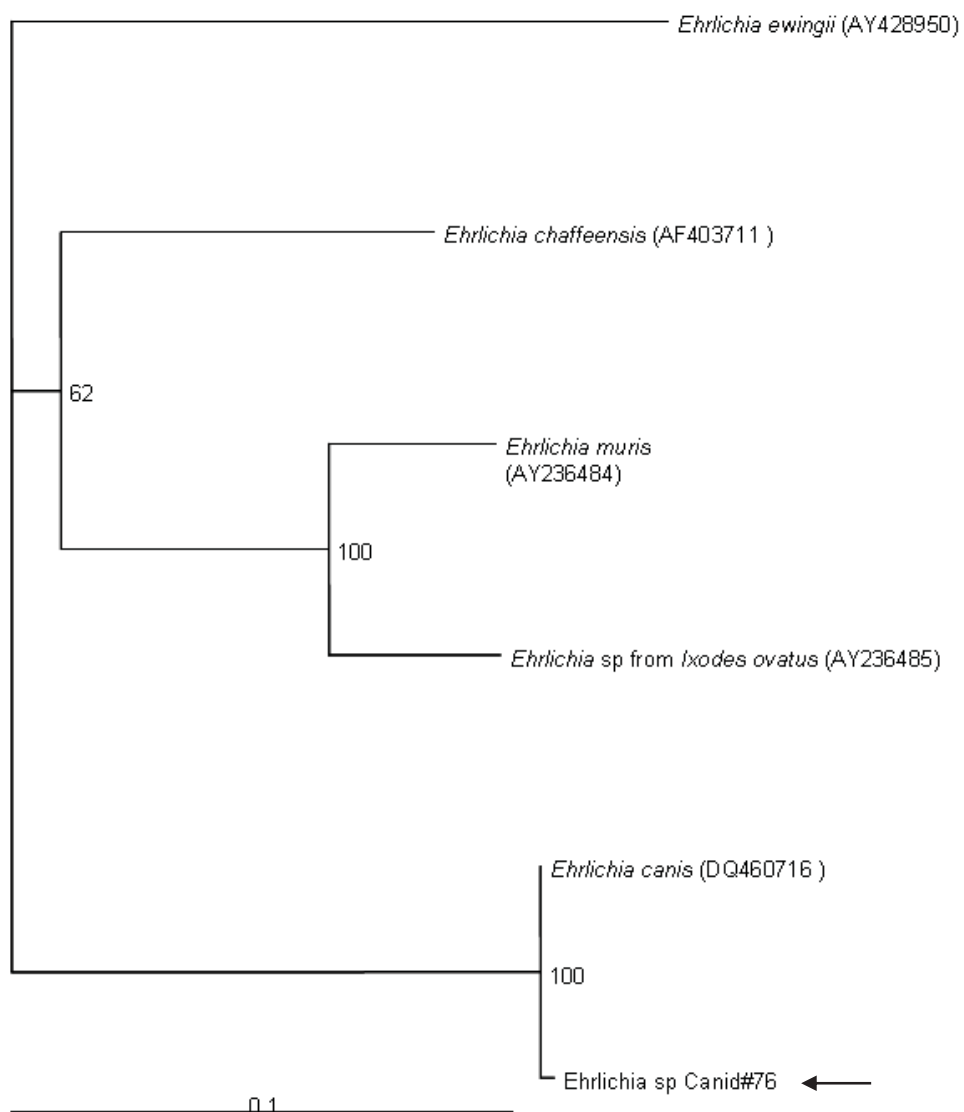 Ehrlichia ewingii (AY428950)
Ehrlichia chaffeensis (AF403711 )
62
Ehrlichia muris
(AY236484)
100
Ehrlichia sp from Ixodes ovatus (AY236485)
Ehrlichia canis (DQ460716 )
100
Ehrlichia sp Canid#76
0.1